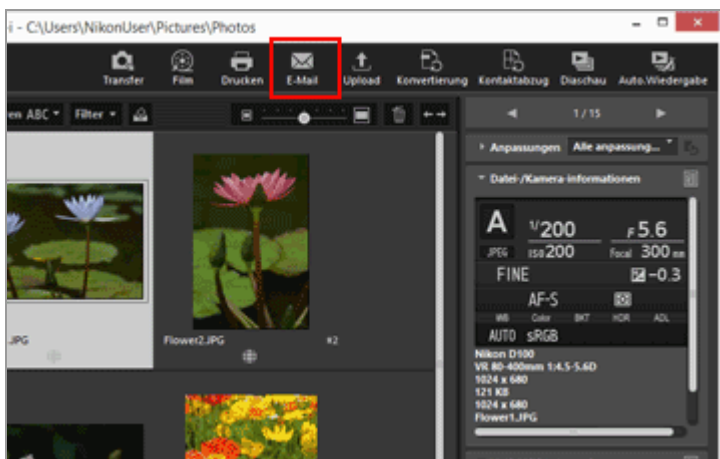 -i - C:\Users\NikonUser\Pictures\Photos
Transfer Film Drucken E-Mail Upload Konvertierung Kontaktabzug Diaschau Auto.Wiedergabe
ABC Filter
1/15
Anpassungen Alle anpassung...
Datei-/Kamera-informationen
A 1/200 F5.6
JPEG ISO200 Focal 300 mm
FINE -0.3
AF-S
WB Color BKT HDR ADL
AUTO sRGB
Nikon D100
VR 80-400mm 1:4.5-5.6D
1024 x 680
121 KB
1024 x 680
Flower1.JPG
.JPG Flower2.JPG #2